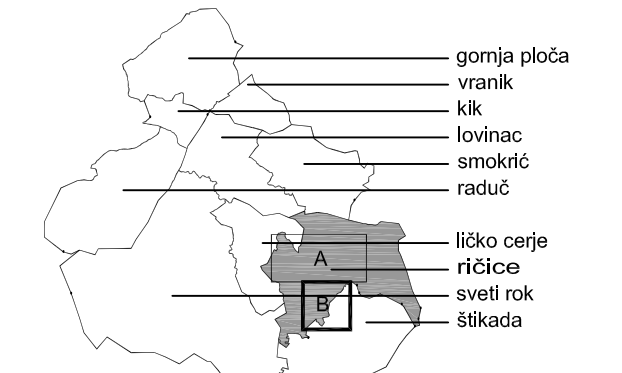 gornja ploča
vranik
kik
lovinac
smokrić
raduč
ličko cerje
A
ričice
sveti rok
B
štikada